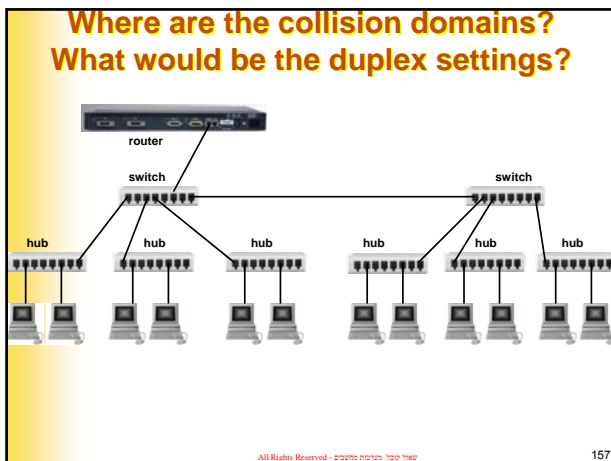 Where are the collision domains?
What would be the duplex settings?
router
switch
switch
hub
hub
hub
hub
hub
hub
All Rights Reserved - שאול קובל מערכות מחשבים
157